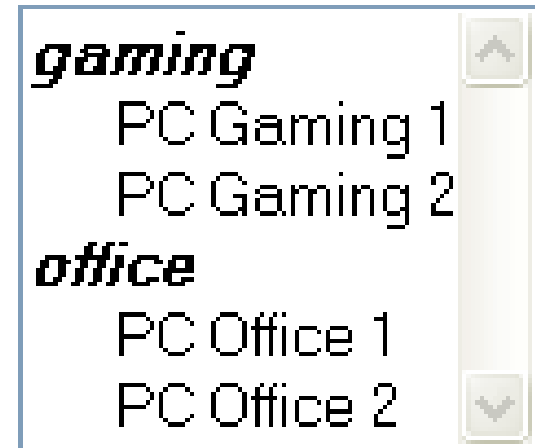 gaming
PC Gaming 1
PC Gaming 2
office
PC Office 1
PC Office 2